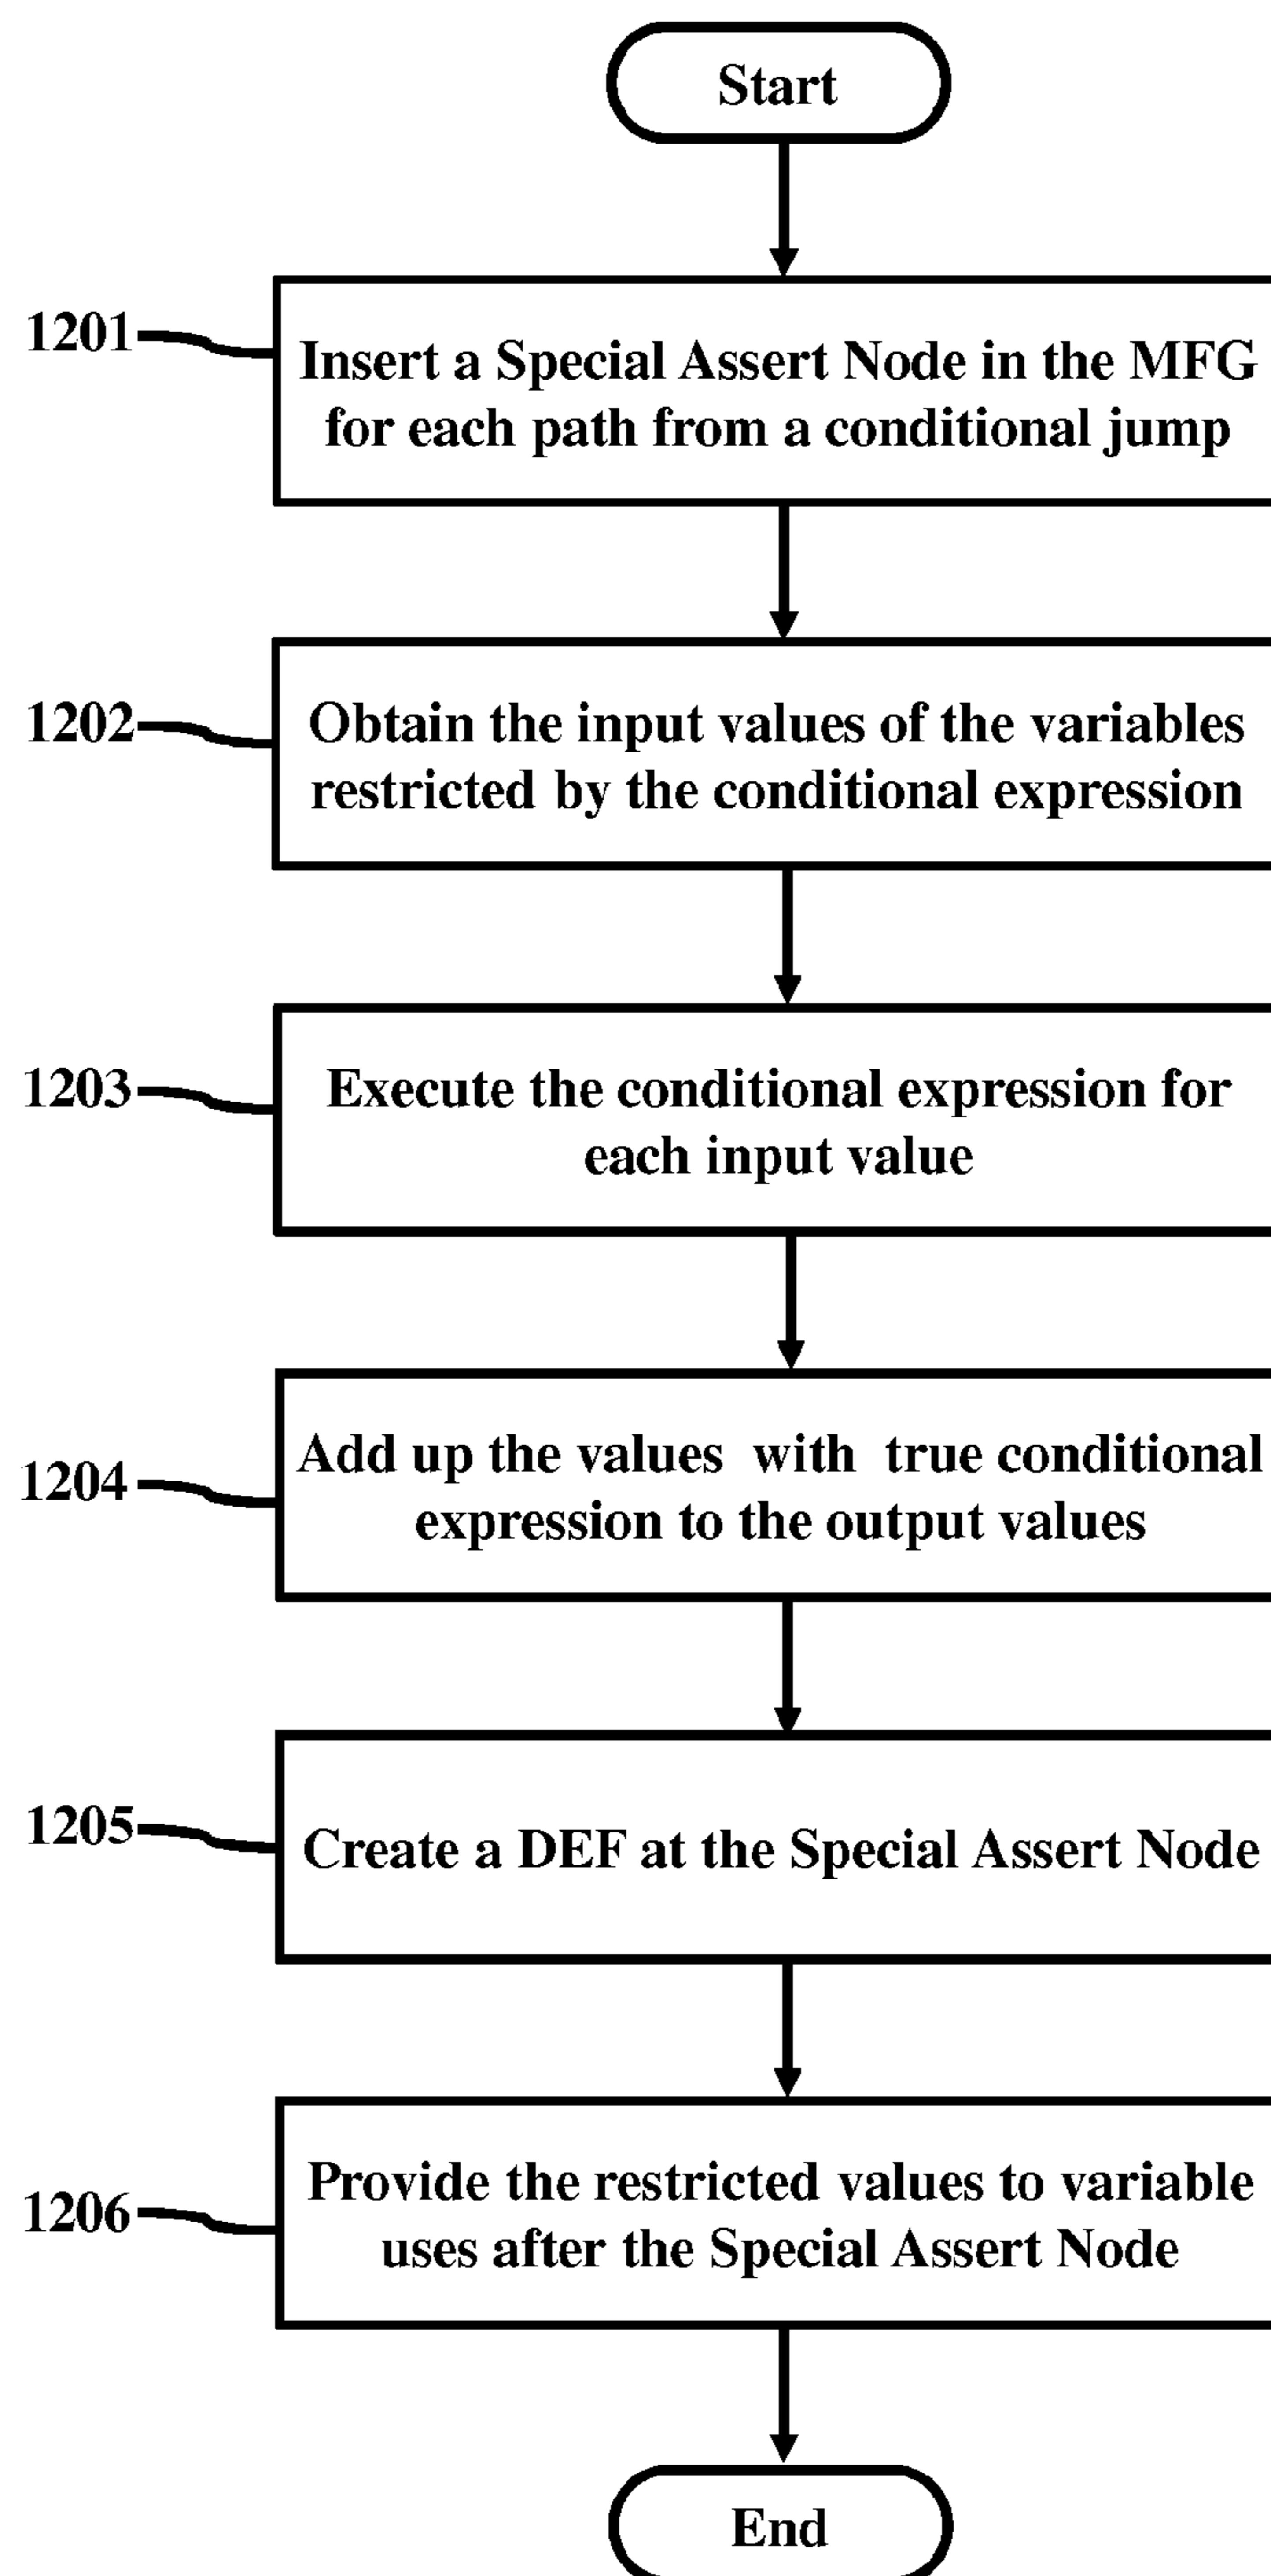 Start
1201
Insert a Special Assert Node in the MFG
for each path from a conditional jump
1202
Obtain the input values of the variables
restricted by the conditional expression
1203
Execute the conditional expression for
each input value
1204
Add up the values with true conditional
expression to the output values
1205
Create a DEF at the Special Assert Node
1206
Provide the restricted values to variable
uses after the Special Assert Node
End